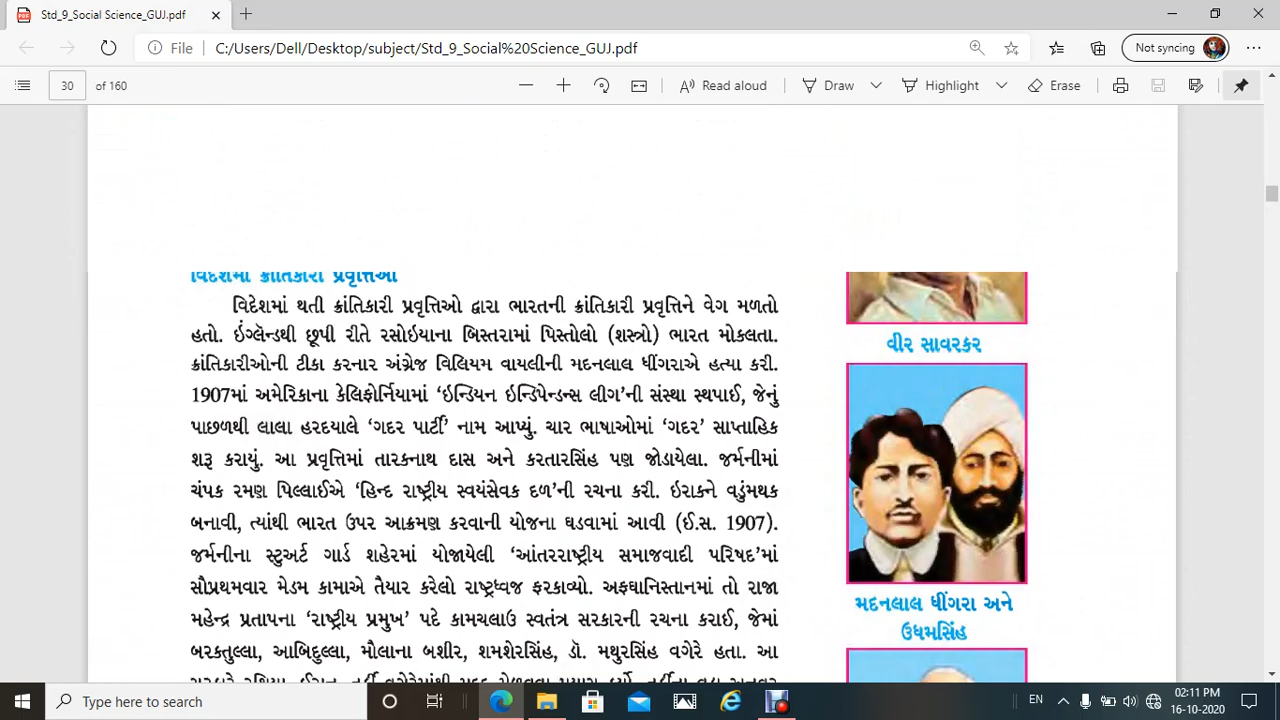 Std_9_Social_Science_GUJ.pdf
File
C:/Users/Dell/Desktop/subject/Std_9_Social%20Science_GUJ.pdf
Not syncing
30 of 160
Read aloud
Draw
Highlight
Erase
વિદેશમાં ક્રાંતિકારી પ્રવૃત્તિઓ
વિદેશમાં થતી ક્રાંતિકારી પ્રવૃત્તિઓ દ્વારા ભારતની ક્રાંતિકારી પ્રવૃત્તિને વેગ મળતો
હતો. ઇંગ્લૅન્ડથી છૂપી રીતે રસોઇયાના બિસ્તરામાં પિસ્તોલો (શસ્ત્રો) ભારત મોકલતા.
ક્રાંતિકારીઓની ટીકા કરનાર અંગ્રેજ વિલિયમ વાયલીની મદનલાલ ધીંગરાએ હત્યા કરી.
1907માં અમેરિકાના કેલિફોર્નિયામાં ‘ઇન્ડિયન ઇન્ડિપેન્ડન્સ લીગ’ની સંસ્થા સ્થપાઈ, જેનું
પાછળથી લાલા હરદયાલે ‘ગદર પાર્ટી’ નામ આપ્યું. ચાર ભાષાઓમાં ‘ગદર’ સાપ્તાહિક
શરૂ કરાયું. આ પ્રવૃત્તિમાં તારકનાથ દાસ અને કરતારસિંહ પણ જોડાયેલા. જર્મનીમાં
ચંપક રમણ પિલ્લાઈએ ‘હિન્દ રાષ્ટ્રીય સ્વયંસેવક દળ’ની રચના કરી. ઇરાકને વડુંમથક
બનાવી, ત્યાંથી ભારત ઉપર આક્રમણ કરવાની યોજના ઘડવામાં આવી (ઈ.સ. 1907).
જર્મનીના સ્ટુઅર્ટ ગાર્ડ શહેરમાં યોજાયેલી ‘આંતરરાષ્ટ્રીય સમાજવાદી પરિષદ’માં
સૌપ્રથમવાર મેડમ કામાએ તૈયાર કરેલો રાષ્ટ્રધ્વજ ફરકાવ્યો. અફઘાનિસ્તાનમાં તો રાજા
મહેન્દ્ર પ્રતાપના ‘રાષ્ટ્રીય પ્રમુખ’ પદે કામચલાઉ સ્વતંત્ર સરકારની રચના કરાઈ, જેમાં
બરકતુલ્લા, આબિદુલ્લા, મૌલાના બશીર, શમશેરસિંહ, ડૉ. મથુરસિંહ વગેરે હતા. આ
વીર સાવરકર
મદનલાલ ધીંગરા અને
ઉધમસિંહ
Type here to search
EN
02:11 PM
16-10-2020